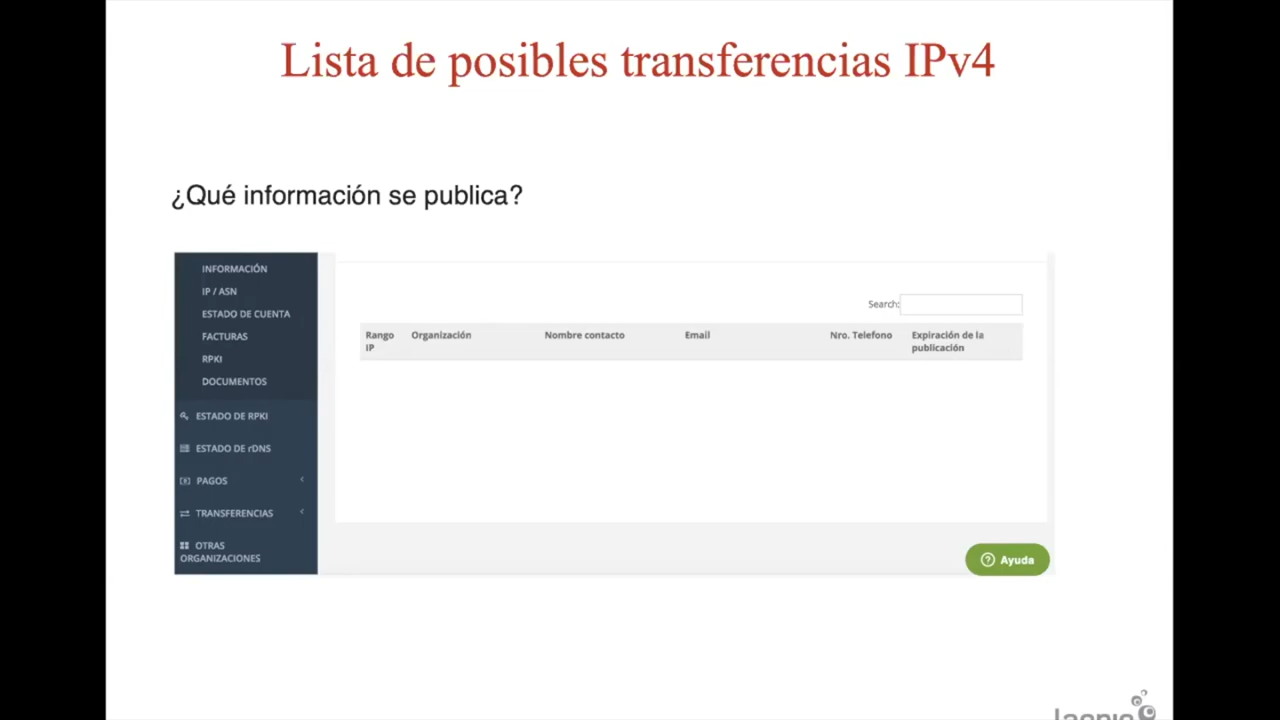 Lista de posibles transferencias IPv4
¿Qué información se publica?
INFORMACIÓN
IP / ASN
ESTADO DE CUENTA
FACTURAS
RPKI
DOCUMENTOS
ESTADO DE RPKI
ESTADO DE rDNS
PAGOS
TRANSFERENCIAS
OTRAS
ORGANIZACIONES
Search:
Rango Organización Nombre contacto Email Nro. Telefono Expiración de la
IP publicación
Ayuda